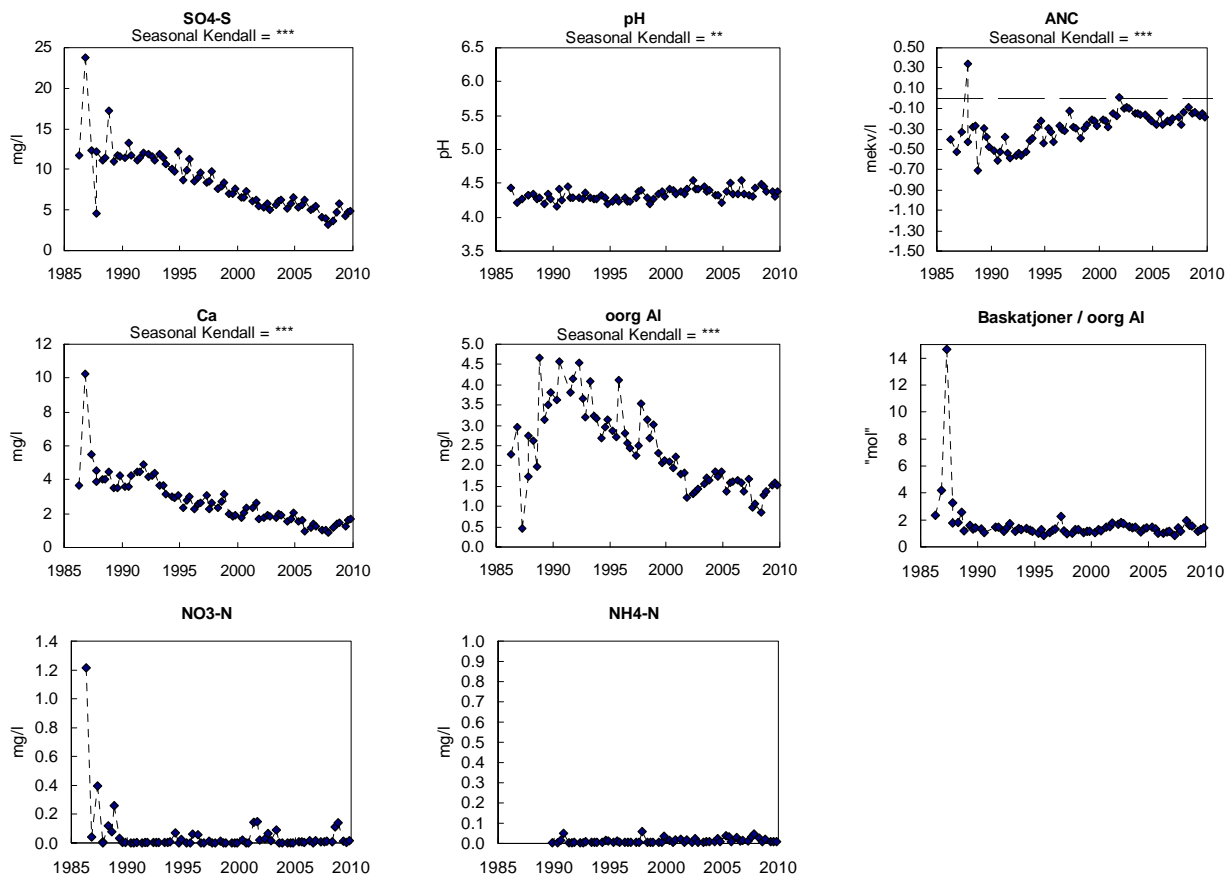 SO4-S
Seasonal Kendall = ***
25
20
15
10
5
0
mg/l
1985 1990 1995 2000 2005 2010
pH
Seasonal Kendall = **
6.5
6.0
5.5
5.0
4.5
4.0
3.5
pH
1985 1990 1995 2000 2005 2010
ANC
Seasonal Kendall = ***
0.50
0.30
0.10
-0.10
-0.30
-0.50
-0.70
-0.90
-1.10
-1.30
-1.50
mekv/l
1985 1990 1995 2000 2005 2010
Ca
Seasonal Kendall = ***
12
10
8
6
4
2
0
mg/l
1985 1990 1995 2000 2005 2010
oorg Al
Seasonal Kendall = ***
5.0
4.5
4.0
3.5
3.0
2.5
2.0
1.5
1.0
0.5
0.0
mg/l
1985 1990 1995 2000 2005 2010
Baskatjoner / oorg Al
14
12
10
8
6
4
2
0
"mol"
1985 1990 1995 2000 2005 2010
NO3-N
1.4
1.2
1.0
0.8
0.6
0.4
0.2
0.0
mg/l
1985 1990 1995 2000 2005 2010
NH4-N
1.0
0.9
0.8
0.7
0.6
0.5
0.4
0.3
0.2
0.1
0.0
mg/l
1985 1990 1995 2000 2005 2010